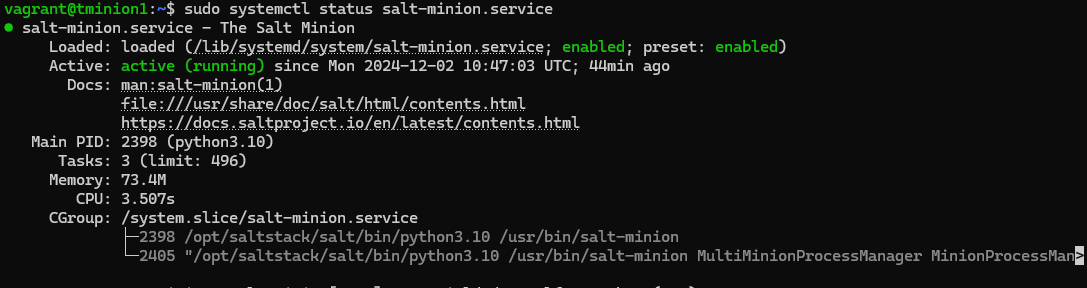 vagrant@tminion1:~$ sudo systemctl status salt-minion.service
● salt-minion.service - The Salt Minion
Loaded: loaded (/lib/systemd/system/salt-minion.service; enabled; preset: enabled)
Active: active (running) since Mon 2024-12-02 10:47:03 UTC; 44min ago
Docs: man:salt-minion(1)
file:///usr/share/doc/salt/html/contents.html
https://docs.saltproject.io/en/latest/contents.html
Main PID: 2398 (python3.10)
Tasks: 3 (limit: 496)
Memory: 73.4M
CPU: 3.507s
CGroup: /system.slice/salt-minion.service
├─2398 /opt/saltstack/salt/bin/python3.10 /usr/bin/salt-minion
└─2405 "/opt/saltstack/salt/bin/python3.10 /usr/bin/salt-minion MultiMinionProcessManager MinionProcessMan>